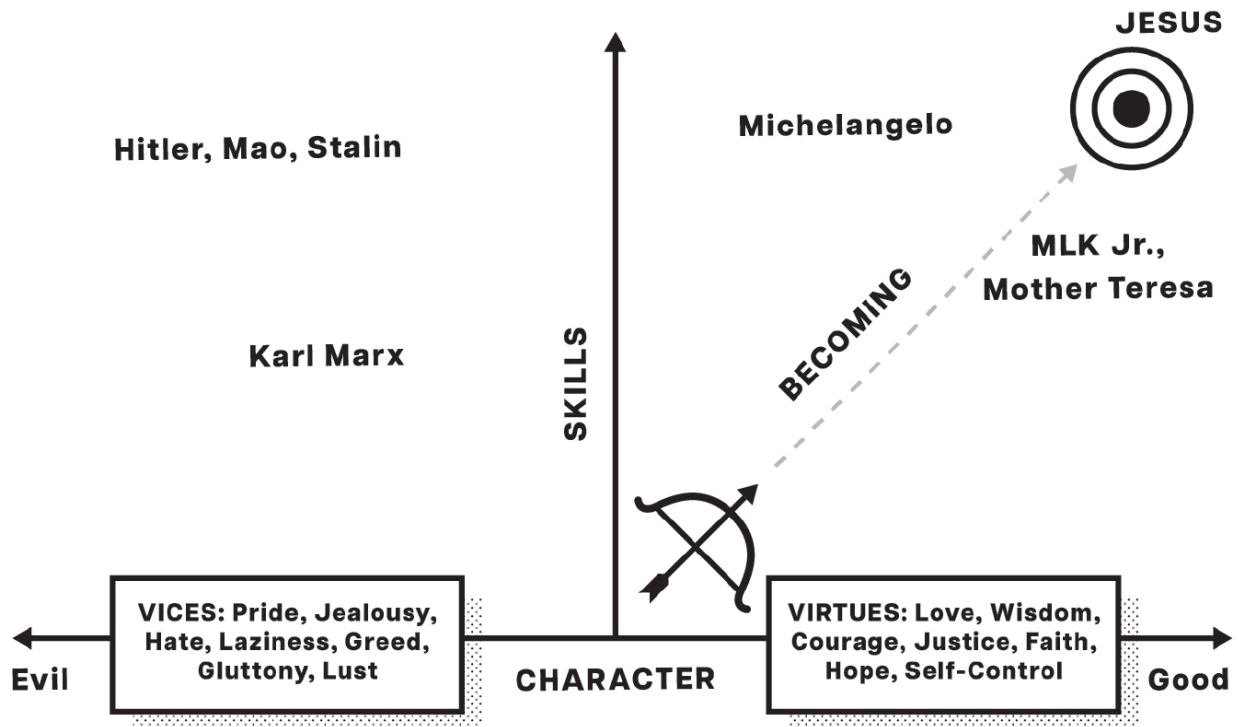 JESUS
Michelangelo
Hitler, Mao, Stalin
MLK Jr.,
Mother Teresa
BECOMING
Karl Marx
SKILLS
VICES: Pride, Jealousy,
Hate, Laziness, Greed,
Gluttony, Lust
VIRTUES: Love, Wisdom,
Courage, Justice, Faith,
Hope, Self-Control
Evil
CHARACTER
Good